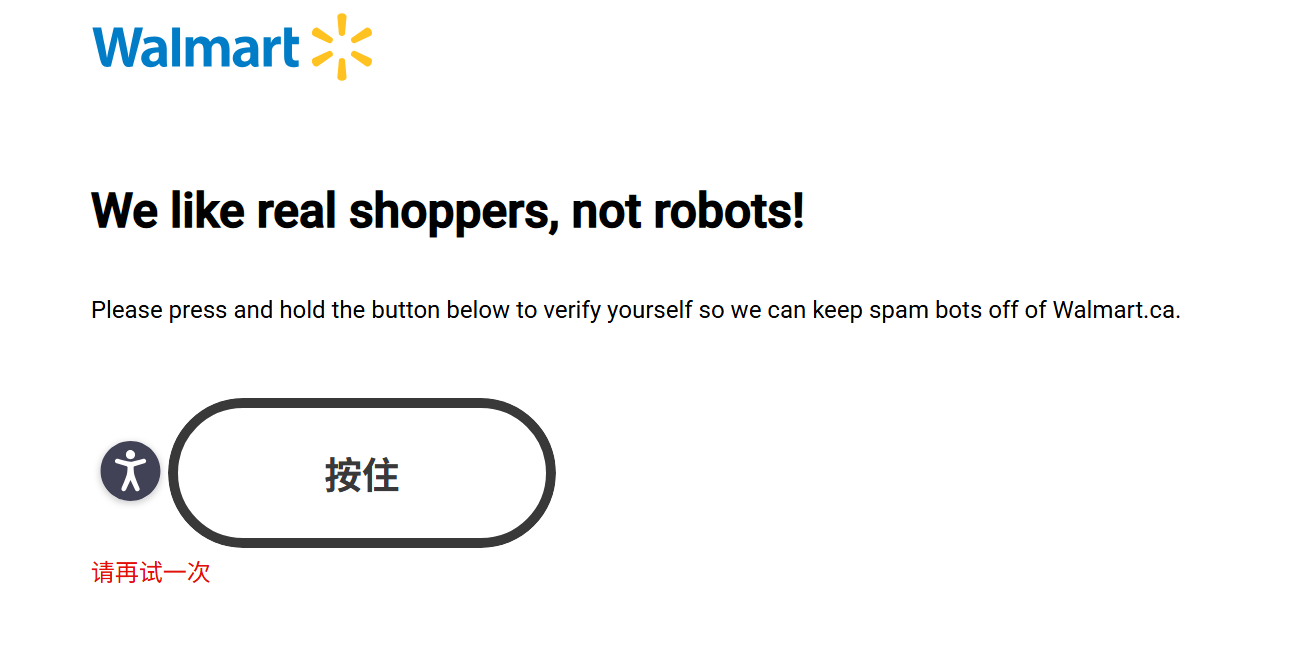 Walmart
We like real shoppers, not robots!
Please press and hold the button below to verify yourself so we can keep spam bots off of Walmart.ca.
按住
请再试一次